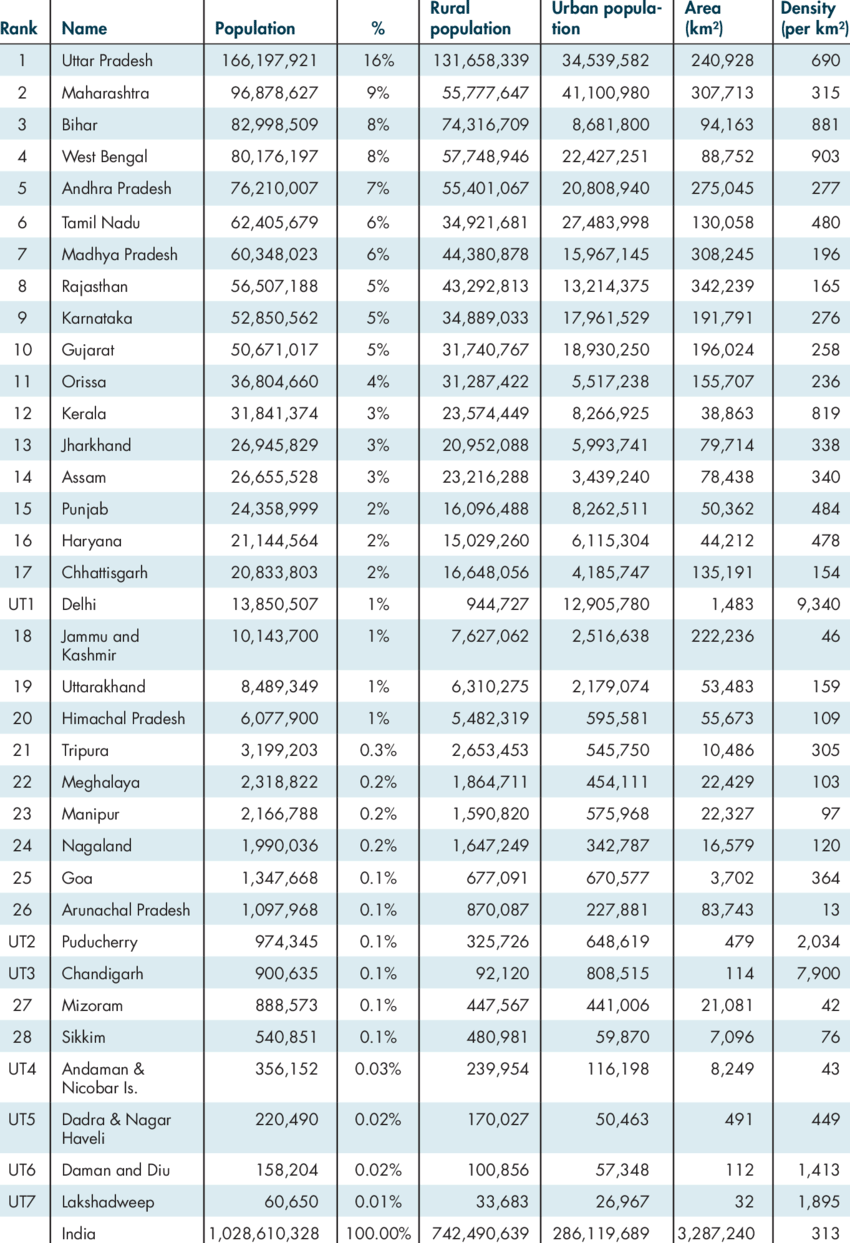 Rank Name Population % Rural population Urban popula-tion Area (km²) Density (per km²)
1 Uttar Pradesh 166,197,921 16% 131,658,339 34,539,582 240,928 690
2 Maharashtra 96,878,627 9% 55,777,647 41,100,980 307,713 315
3 Bihar 82,998,509 8% 74,316,709 8,681,800 94,163 881
4 West Bengal 80,176,197 8% 57,748,946 22,427,251 88,752 903
5 Andhra Pradesh 76,210,007 7% 55,401,067 20,808,940 275,045 277
6 Tamil Nadu 62,405,679 6% 34,921,681 27,483,998 130,058 480
7 Madhya Pradesh 60,348,023 6% 44,380,878 15,967,145 308,245 196
8 Rajasthan 56,507,188 5% 43,292,813 13,214,375 342,239 165
9 Karnataka 52,850,562 5% 34,889,033 17,961,529 191,791 276
10 Gujarat 50,671,017 5% 31,740,767 18,930,250 196,024 258
11 Orissa 36,804,660 4% 31,287,422 5,517,238 155,707 236
12 Kerala 31,841,374 3% 23,574,449 8,266,925 38,863 819
13 Jharkhand 26,945,829 3% 20,952,088 5,993,741 79,714 338
14 Assam 26,655,528 3% 23,216,288 3,439,240 78,438 340
15 Punjab 24,358,999 2% 16,096,488 8,262,511 50,362 484
16 Haryana 21,144,564 2% 15,029,260 6,115,304 44,212 478
17 Chhattisgarh 20,833,803 2% 16,648,056 4,185,747 135,191 154
UT1 Delhi 13,850,507 1% 944,727 12,905,780 1,483 9,340
18 Jammu and 10,143,700 1% 7,627,062 2,516,638 222,236 46
Kashmir
19 Uttarakhand 8,489,349 1% 6,310,275 2,179,074 53,483 159
20 Himachal Pradesh 6,077,900 1% 5,482,319 595,581 55,673 109
21 Tripura 3,199,203 0.3% 2,653,453 545,750 10,486 305
22 Meghalaya 2,318,822 0.2% 1,864,711 454,111 22,429 103
23 Manipur 2,166,788 0.2% 1,590,820 575,968 22,327 97
24 Nagaland 1,990,036 0.2% 1,647,249 342,787 16,579 120
25 Goa 1,347,668 0.1% 677,091 670,577 3,702 364
26 Arunachal Pradesh 1,097,968 0.1% 870,087 227,881 83,743 13
UT2 Puducherry 974,345 0.1% 325,726 648,619 479 2,034
UT3 Chandigarh 900,635 0.1% 92,120 808,515 114 7,900
27 Mizoram 888,573 0.1% 447,567 441,006 21,081 42
28 Sikkim 540,851 0.1% 480,981 59,870 7,096 76
UT4 Andaman & 356,152 0.03% 239,954 116,198 8,249 43
Nicobar Is.
UT5 Dadra & Nagar 220,490 0.02% 170,027 50,463 491 449
Haveli
UT6 Daman and Diu 158,204 0.02% 100,856 57,348 112 1,413
UT7 Lakshadweep 60,650 0.01% 33,683 26,967 32 1,895
India 1,028,610,328 100.00% 742,490,639 286,119,689 3,287,240 313